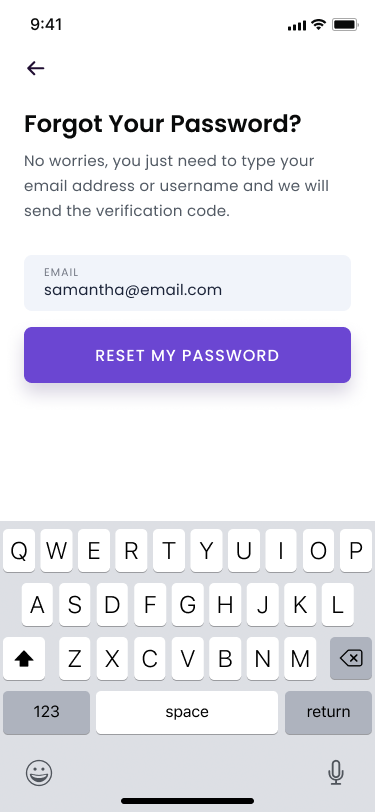 9:41
Forgot Your Password?
No worries, you just need to type your
email address or username and we will
send the verification code.
EMAIL
samantha@email.com
RESET MY PASSWORD
Q W E R T Y U I O P
A S D F G H J K L
Z X C V B N M
123 space return